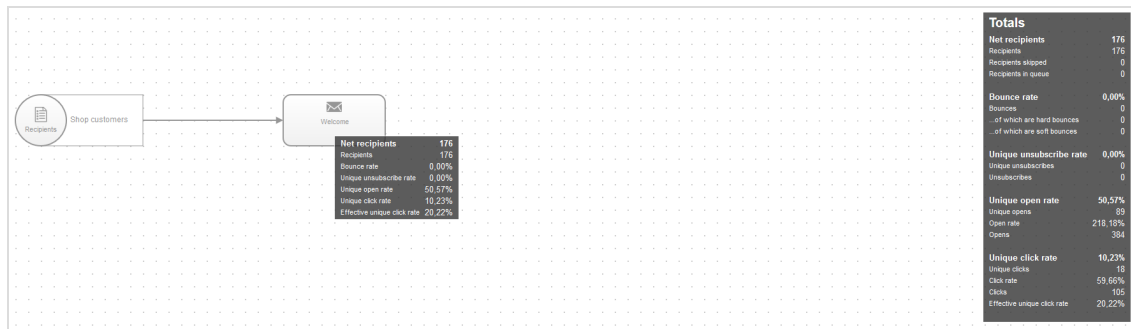 Recipients
Shop customers
Welcome
Net recipients 176
Recipients 176
Bounce rate 0,00%
Unique unsubscribe rate 0,00%
Unique open rate 50,57%
Unique click rate 10,23%
Effective unique click rate 20,22%
Totals
Net recipients 176
Recipients 176
Recipients skipped 0
Recipients in queue 0
Bounce rate 0,00%
Bounces 0
...of which are hard bounces 0
...of which are soft bounces 0
Unique unsubscribe rate 0,00%
Unique unsubscribes 0
Unsubscribes 0
Unique open rate 50,57%
Unique opens 89
Open rate 218,18%
Opens 384
Unique click rate 10,23%
Unique clicks 18
Click rate 59,66%
Clicks 105
Effective unique click rate 20,22%